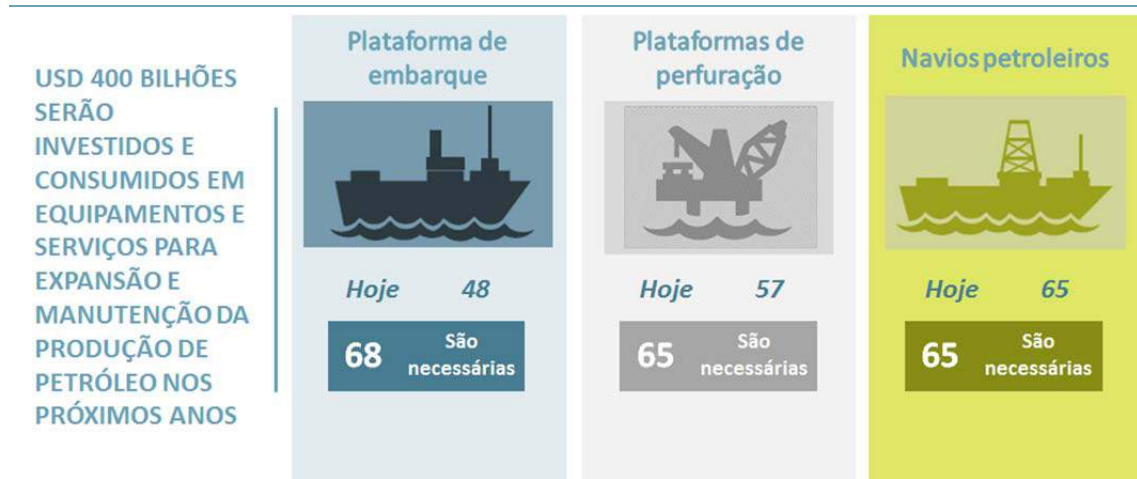 USD 400 BILHÕES
SERÃO
INVESTIDOS E
CONSUMIDOS EM
EQUIPAMENTOS E
SERVIÇOS PARA
EXPANSÃO E
MANUTENÇÃO DA
PRODUÇÃO DE
PETRÓLEO NOS
PRÓXIMOS ANOS
Plataforma de
embarque
Hoje 48
68 São
necessárias
Plataformas de
perfuração
Hoje 57
65 São
necessárias
Navios petroleiros
Hoje 65
65 São
necessárias